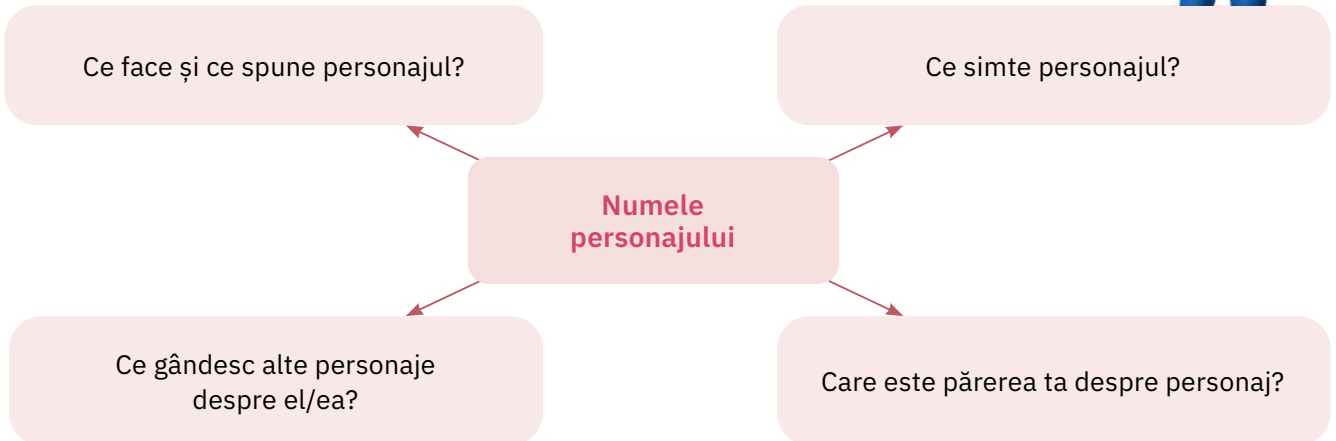 Ce face și ce spune personajul?
Ce simte personajul?
Numele
personajului
Ce gândesc alte personaje
despre el/ea?
Care este părerea ta despre personaj?